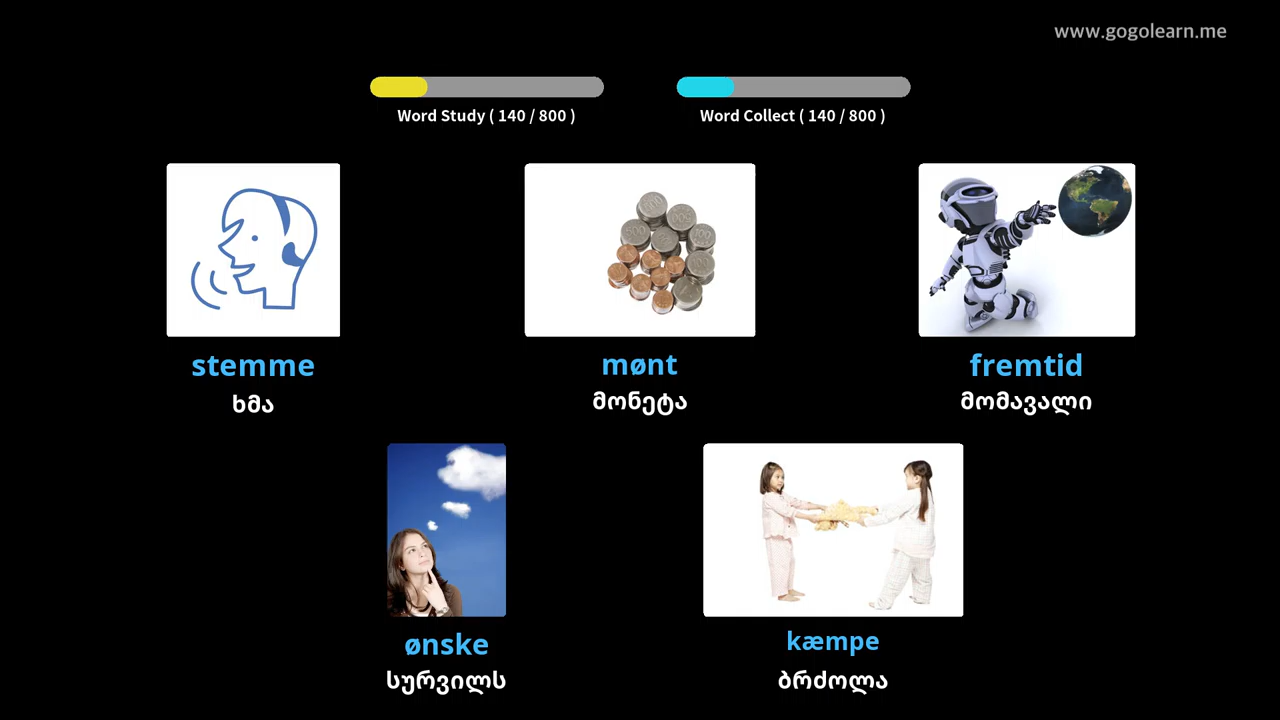 www.gogolearn.me
Word Study ( 140 / 800 )
Word Collect ( 140 / 800 )
stemme
ხმა
mønt
მონეტა
fremtid
მომავალი
ønske
სურვილს
kæmpe
ბრძოლა